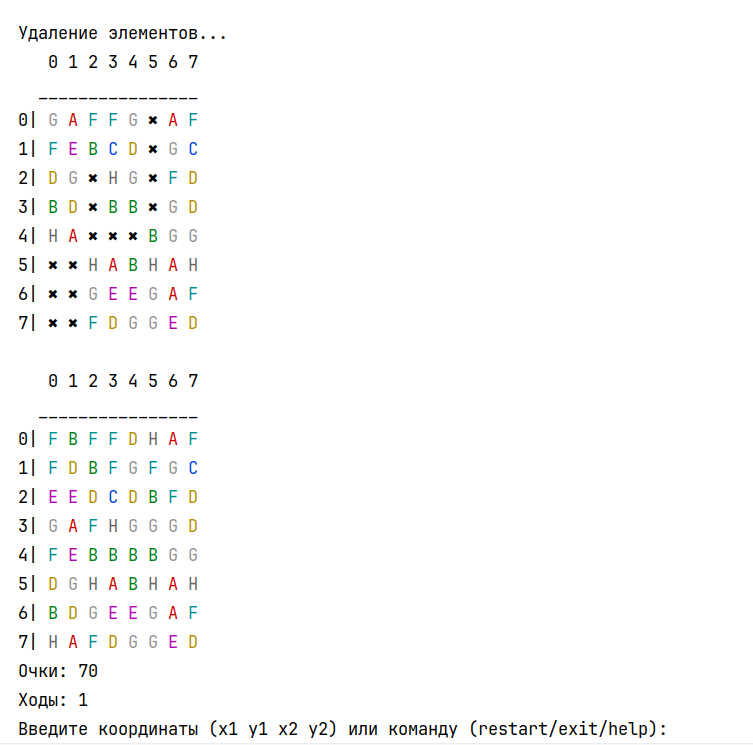 Удаление элементов...
   0 1 2 3 4 5 6 7
  ________________
0| G A F F G ✖ A F
1| F E B C D ✖ G C
2| D G ✖ H G ✖ F D
3| B D ✖ B B ✖ G D
4| H A ✖ ✖ ✖ B G G
5| ✖ ✖ H A B H A H
6| ✖ ✖ G E E G A F
7| ✖ ✖ F D G G E D
   0 1 2 3 4 5 6 7
  ________________
0| F B F F D H A F
1| F D B F G F G C
2| E E D C D B F D
3| G A F H G G G D
4| F E B B B B G G
5| D G H A B H A H
6| B D G E E G A F
7| H A F D G G E D
Очки: 70
Ходы: 1
Введите координаты (x1 y1 x2 y2) или команду (restart/exit/help):